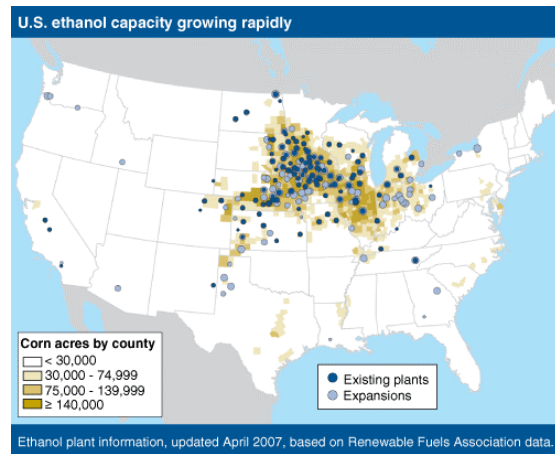 U.S. ethanol capacity growing rapidly
Corn acres by county
< 30,000
30,000 - 74,999
75,000 - 139,999
≥ 140,000
Existing plants
Expansions
Ethanol plant information, updated April 2007, based on Renewable Fuels Association data.